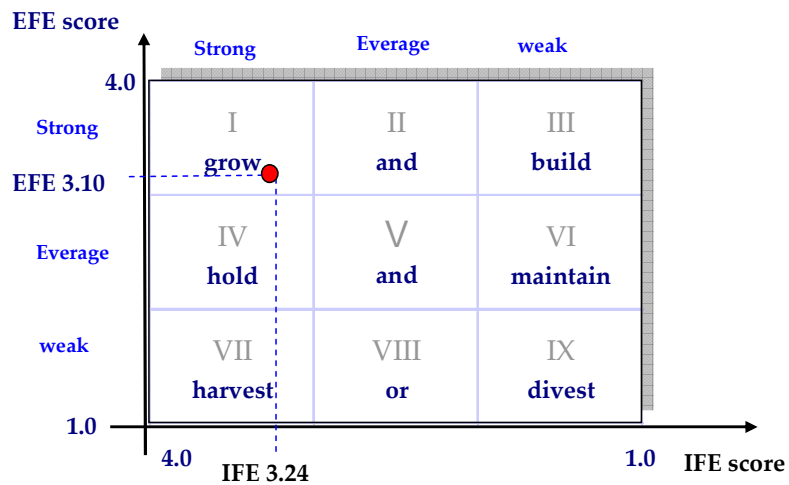 EFE score
Strong Everage weak
4.0
Strong I II III
grow and build
EFE 3.10
Everage IV V VI
hold and maintain
weak VII VIII IX
harvest or divest
1.0
4.0 1.0
IFE 3.24 IFE score